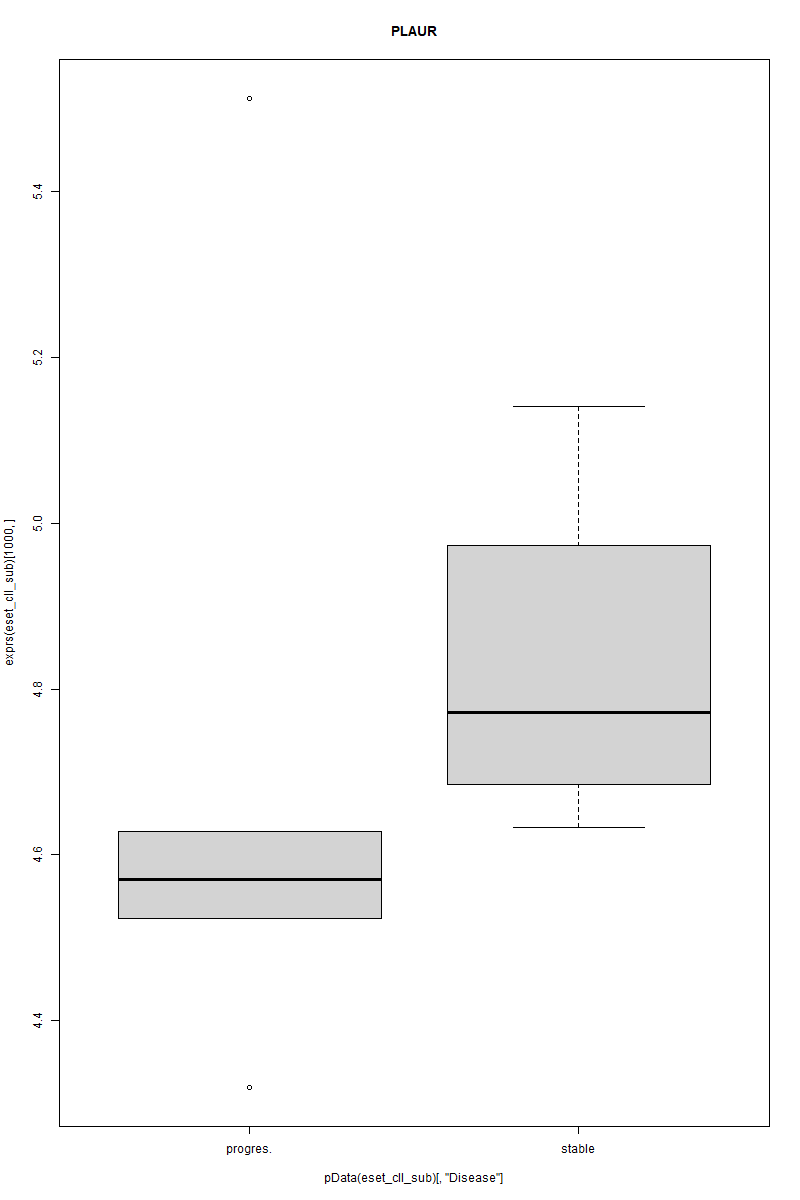 PLAUR
5.4
5.2
5.0
4.8
4.6
4.4
exprs(eset_cll_sub)[1000, ]
progres.
stable
pData(eset_cll_sub)[, "Disease"]